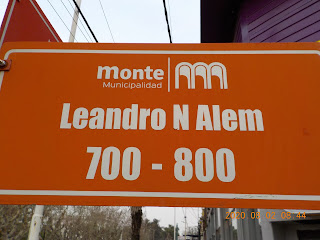 monte
Municipalidad
Leandro N Alem
700 - 800